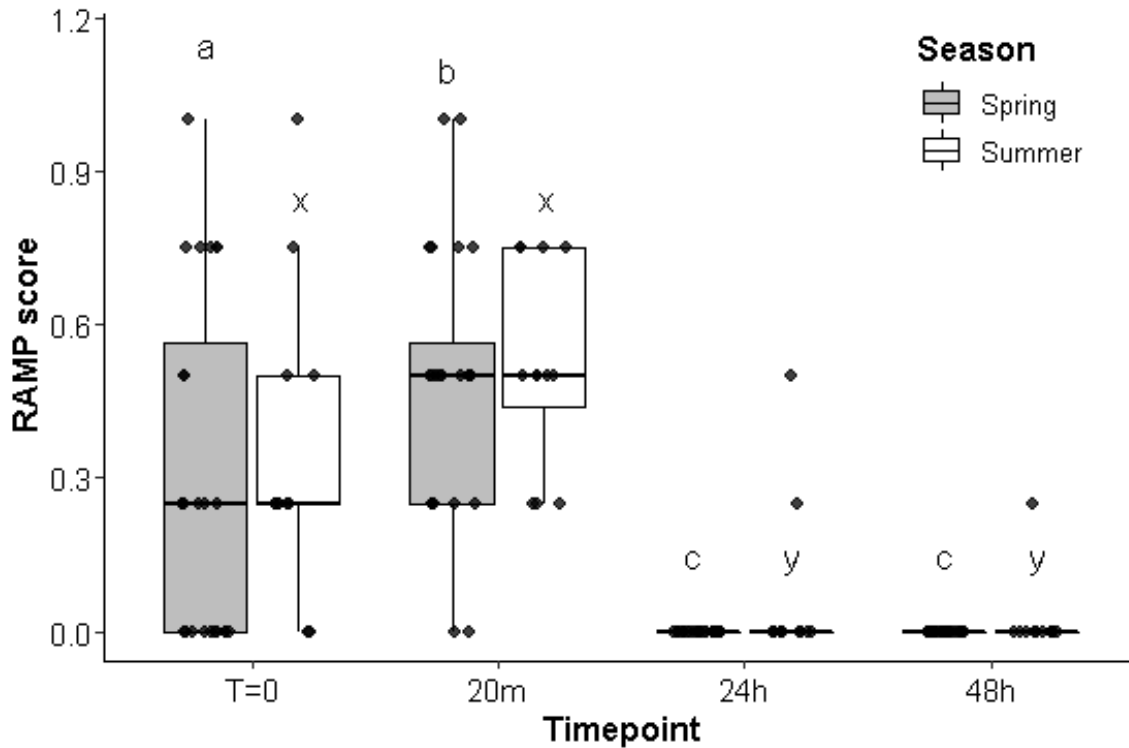 1.2
0.9
0.6
0.3
0.0
RAMP score
a
x
b
x
c
y
c
y
Season
Spring
Summer
T=0
20m
24h
48h
Timepoint